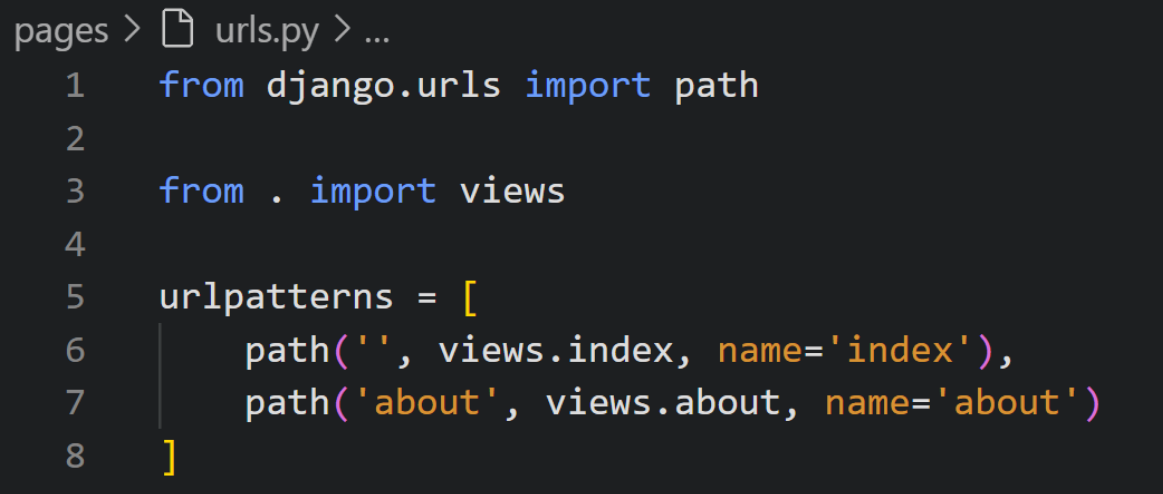 pages > urls.py > ...
1 from django.urls import path
2
3 from . import views
4
5 urlpatterns = [
6     path('', views.index, name='index'),
7     path('about', views.about, name='about')
8 ]